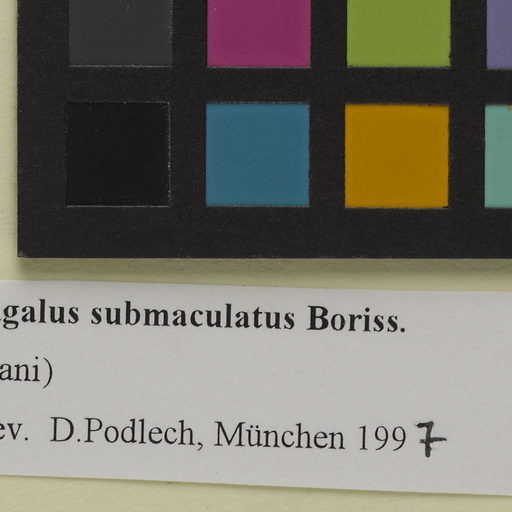 galus submaculatus Boriss.
ani)
ev. D.Podlech, München 1997